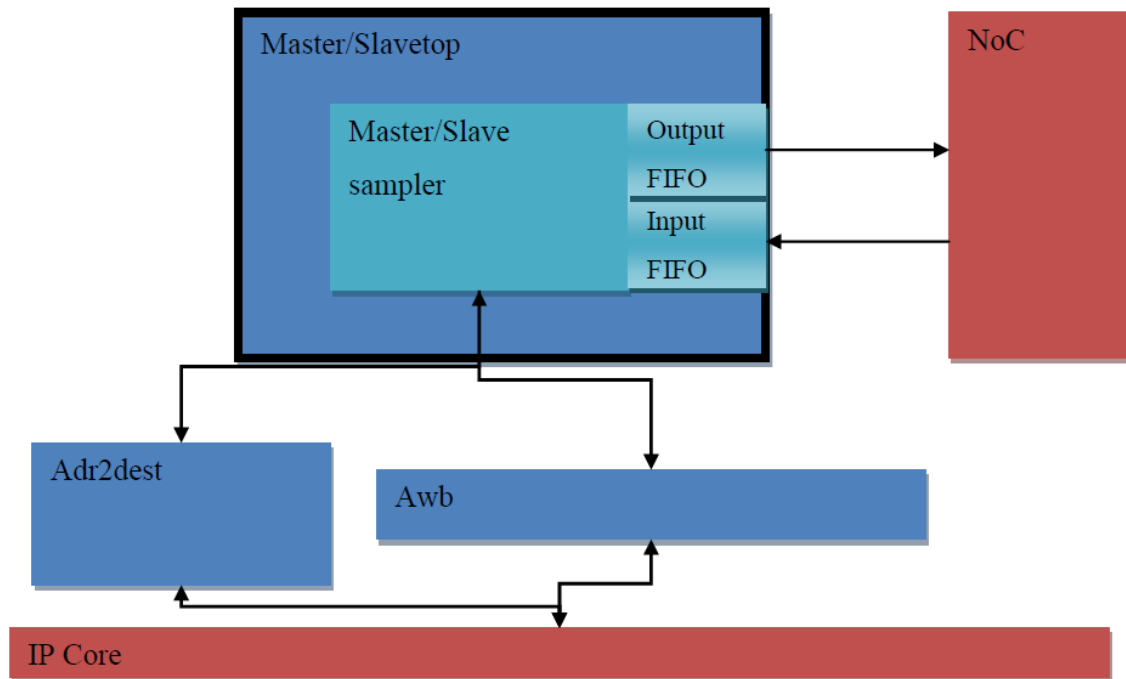 Master/Slavetop
NoC
Master/Slave
sampler
Output
FIFO
Input
FIFO
Adr2dest
Awb
IP Core